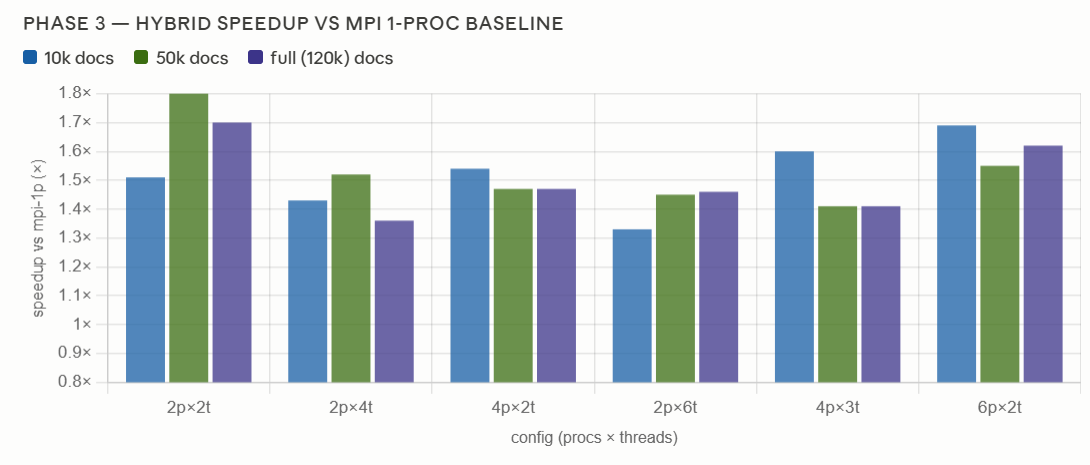 PHASE 3 — HYBRID SPEEDUP VS MPI 1-PROC BASELINE
10k docs 50k docs full (120k) docs
speedup vs mpi-1p (×)
1.8×
1.7×
1.6×
1.5×
1.4×
1.3×
1.2×
1.1×
1×
0.9×
0.8×
2p×2t 2p×4t 4p×2t 2p×6t 4p×3t 6p×2t
config (procs × threads)